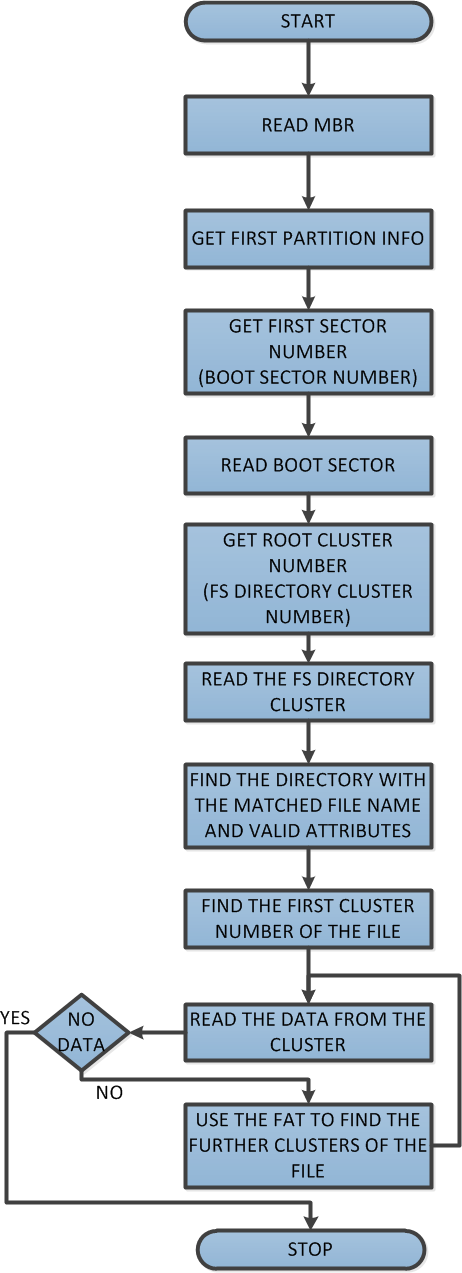 START
READ MBR
GET FIRST PARTITION INFO
GET FIRST SECTOR
NUMBER
(BOOT SECTOR NUMBER)
READ BOOT SECTOR
GET ROOT CLUSTER
NUMBER
(FS DIRECTORY CLUSTER
NUMBER)
READ THE FS DIRECTORY
CLUSTER
FIND THE DIRECTORY WITH
THE MATCHED FILE NAME
AND VALID ATTRIBUTES
FIND THE FIRST CLUSTER
NUMBER OF THE FILE
READ THE DATA FROM THE
CLUSTER
NO
DATA
YES
NO
USE THE FAT TO FIND THE
FURTHER CLUSTERS OF THE
FILE
STOP